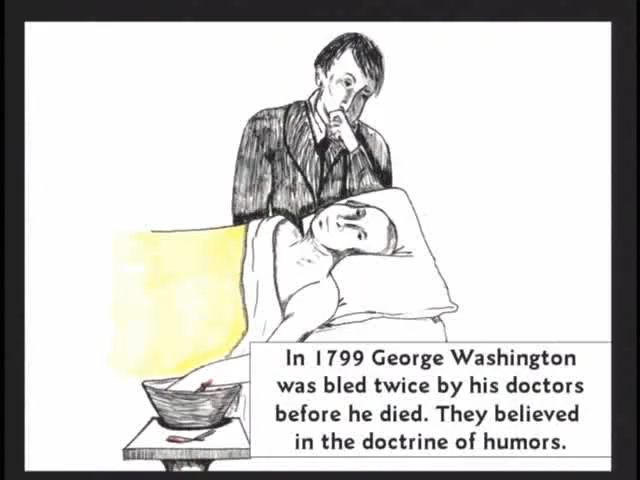 In 1799 George Washington
was bled twice by his doctors
before he died. They believed
in the doctrine of humors.